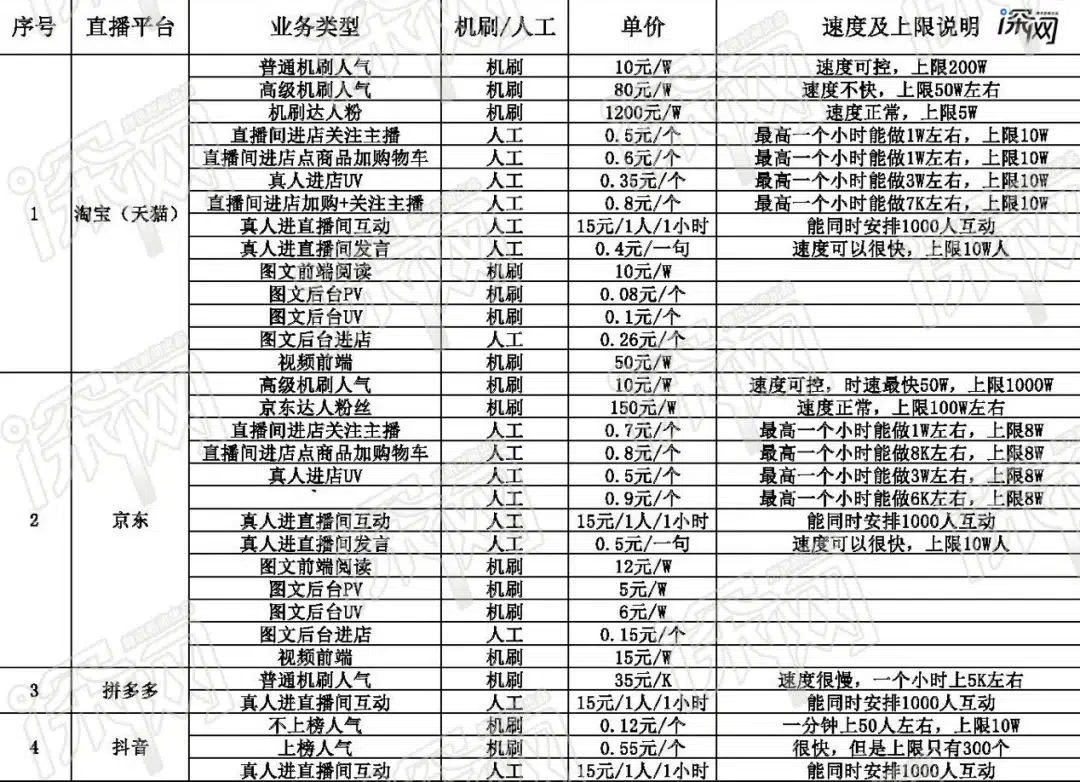 序号 直播平台 业务类型 机刷/人工 单价 速度及上限说明 深网
普通机刷人气 机刷 10元/W 速度可控，上限200W
高级机刷人气 机刷 80元/W 速度不快，上限50W左右
机刷达人粉 机刷 1200元/W 速度正常，上限5W
直播间进店关注主播 人工 0.5元/个 最高一个小时能做1W左右，上限10W
直播间进店点商品加购物车 人工 0.6元/个 最高一个小时能做1W左右，上限10W
真人进店UV 人工 0.35元/个 最高一个小时能做3W左右，上限10W
1 淘宝（天猫） 直播间进店加购+关注主播 人工 0.8元/个 最高一个小时能做7K左右，上限10W
真人进直播间互动 人工 15元/1人/1小时 能同时安排1000人互动
真人进直播间发言 人工 0.4元/一句 速度可以很快，上限10W人
图文前端阅读 机刷 10元/W
图文后台PV 机刷 0.08元/个
图文后台UV 机刷 0.1元/个
图文后台进店 人工 0.26元/个
视频前端 机刷 50元/W
高级机刷人气 机刷 10元/W 速度可控，时速最快50W，上限1000W
京东达人粉丝 机刷 150元/W 速度正常，上限100W左右
直播间进店关注主播 人工 0.7元/个 最高一个小时能做1W左右，上限8W
直播间进店点商品加购物车 人工 0.8元/个 最高一个小时能做8K左右，上限8W
真人进店UV 人工 0.5元/个 最高一个小时能做3W左右，上限8W
人工 0.9元/个 最高一个小时能做6K左右，上限8W
2 京东 真人进直播间互动 人工 15元/1人/1小时 能同时安排1000人互动
真人进直播间发言 人工 0.5元/一句 速度可以很快，上限10W人
图文前端阅读 机刷 12元/W
图文后台PV 机刷 5元/W
图文后台UV 机刷 6元/W
图文后台进店 人工 0.15元/个
视频前端 机刷 15元/W
3 拼多多 普通机刷人气 机刷 35元/K 速度很慢，一个小时上5K左右
真人进直播间互动 人工 15元/1人/1小时 能同时安排1000人互动
不上榜人气 机刷 0.12元/个 一分钟上50人左右，上限10W
4 抖音 上榜人气 机刷 0.55元/个 很快，但是上限只有300个
真人进直播间互动 人工 15元/1人/1小时 能同时安排1000人互动